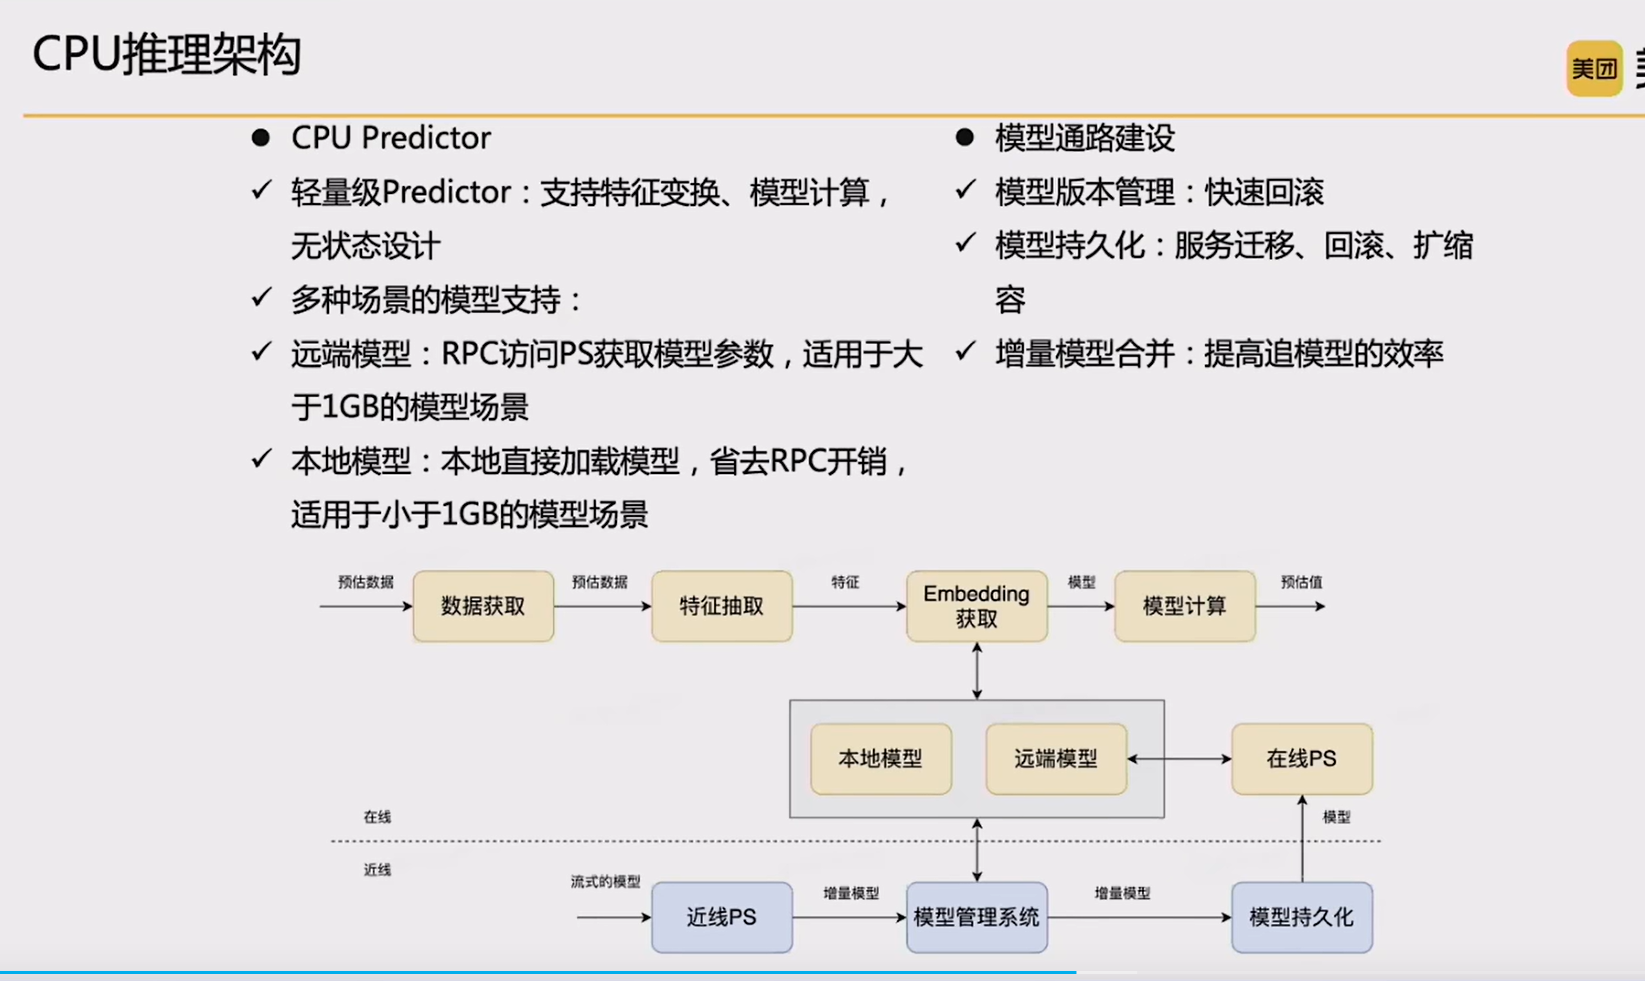 CPU推理架构
美团
● CPU Predictor
✓ 轻量级Predictor：支持特征变换、模型计算，
无状态设计
✓ 多种场景的模型支持：
✓ 远端模型：RPC访问PS获取模型参数，适用于大
于1GB的模型场景
✓ 本地模型：本地直接加载模型，省去RPC开销，
适用于小于1GB的模型场景
● 模型通路建设
✓ 模型版本管理：快速回滚
✓ 模型持久化：服务迁移、回滚、扩缩
容
✓ 增量模型合并：提高追模型的效率
预估数据
数据获取
预估数据
特征抽取
特征
Embedding
获取
模型
模型计算
预估值
本地模型
远端模型
在线PS
在线
模型
近线
流式的模型
近线PS
增量模型
模型管理系统
增量模型
模型持久化